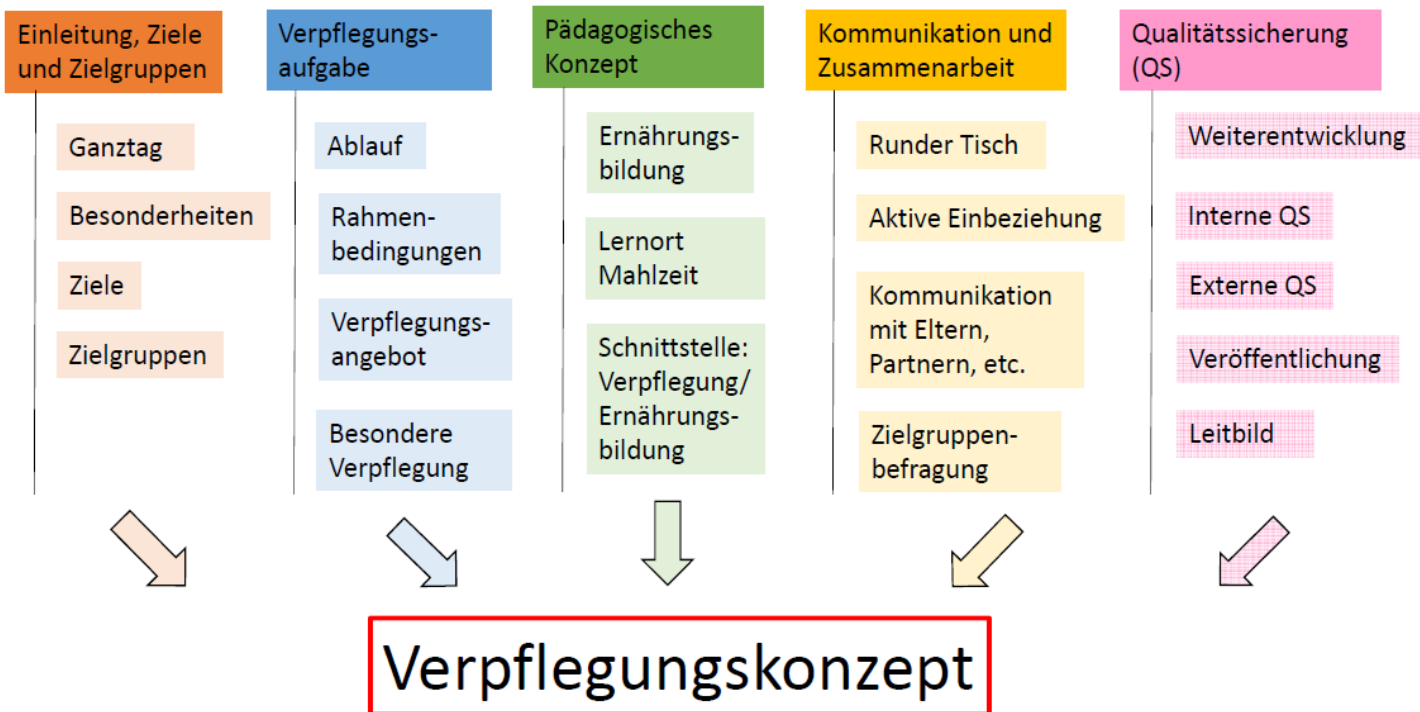 Einleitung, Ziele
und Zielgruppen
Ganztag
Besonderheiten
Ziele
Zielgruppen
Verpflegungs-
aufgabe
Ablauf
Rahmen-
bedingungen
Verpflegungs-
angebot
Besondere
Verpflegung
Pädagogisches
Konzept
Ernährungs-
bildung
Lernort
Mahlzeit
Schnittstelle:
Verpflegung/
Ernährungs-
bildung
Kommunikation und
Zusammenarbeit
Runder Tisch
Aktive Einbeziehung
Kommunikation
mit Eltern,
Partnern, etc.
Zielgruppen-
befragung
Qualitätssicherung
(QS)
Weiterentwicklung
Interne QS
Externe QS
Veröffentlichung
Leitbild
Verpflegungskonzept